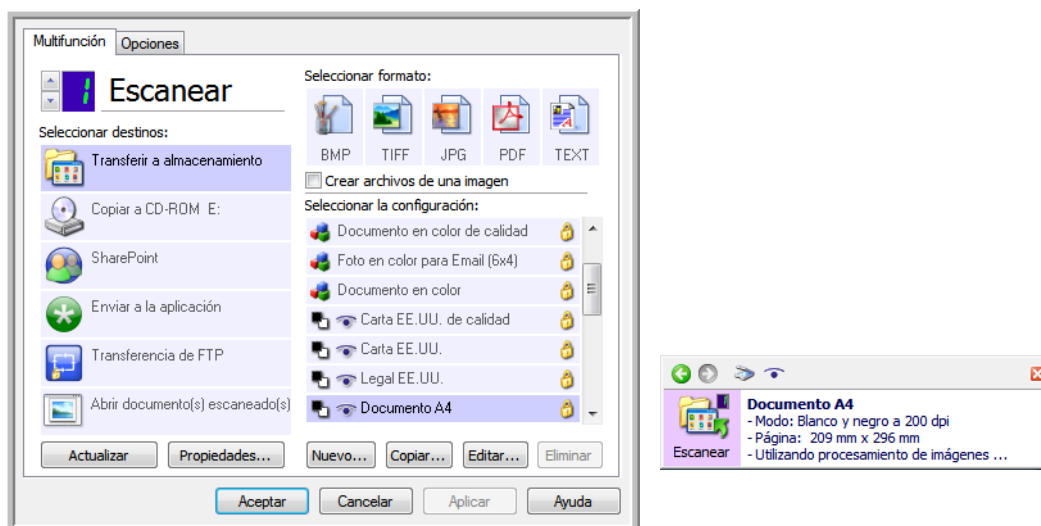 Multifunción
Opciones
1
Escanear
Seleccionar destinos:
Transferir a almacenamiento
Copiar a CD-ROM E:
SharePoint
Enviar a la aplicación
Transferencia de FTP
Abrir documento(s) escaneado(s)
Actualizar
Propiedades...
Seleccionar formato:
BMP TIFF JPG PDF TEXT
Crear archivos de una imagen
Seleccionar la configuración:
Documento en color de calidad
Foto en color para Email (6x4)
Documento en color
Carta EE.UU. de calidad
Carta EE.UU.
Legal EE.UU.
Documento A4
Nuevo...
Copiar...
Editar...
Eliminar
Aceptar
Cancelar
Aplicar
Ayuda
Escanear
Documento A4
- Modo: Blanco y negro a 200 dpi
- Página: 209 mm x 296 mm
- Utilizando procesamiento de imágenes ...